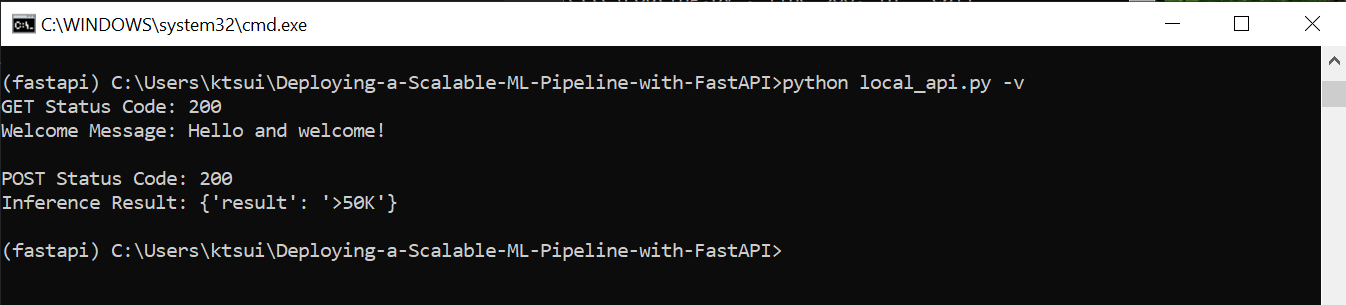 C:\WINDOWS\system32\cmd.exe
(fastapi) C:\Users\ktsui\Deploying-a-Scalable-ML-Pipeline-with-FastAPI>python local_api.py -v
GET Status Code: 200
Welcome Message: Hello and welcome!
POST Status Code: 200
Inference Result: {'result': '>50K'}
(fastapi) C:\Users\ktsui\Deploying-a-Scalable-ML-Pipeline-with-FastAPI>